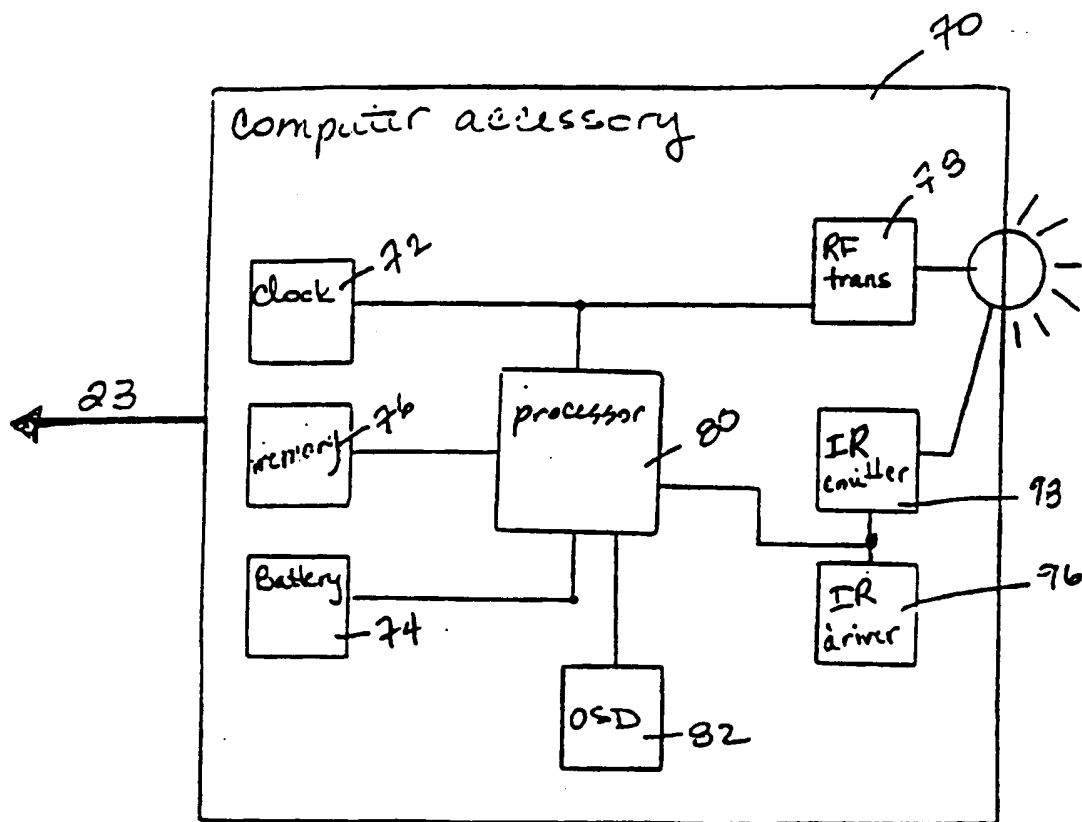 70
computer accessory
78
RF
trans
72
clock
23
processor
76
memory
80
IR
emitter
93
Battery
74
IR
driver
OSD
82